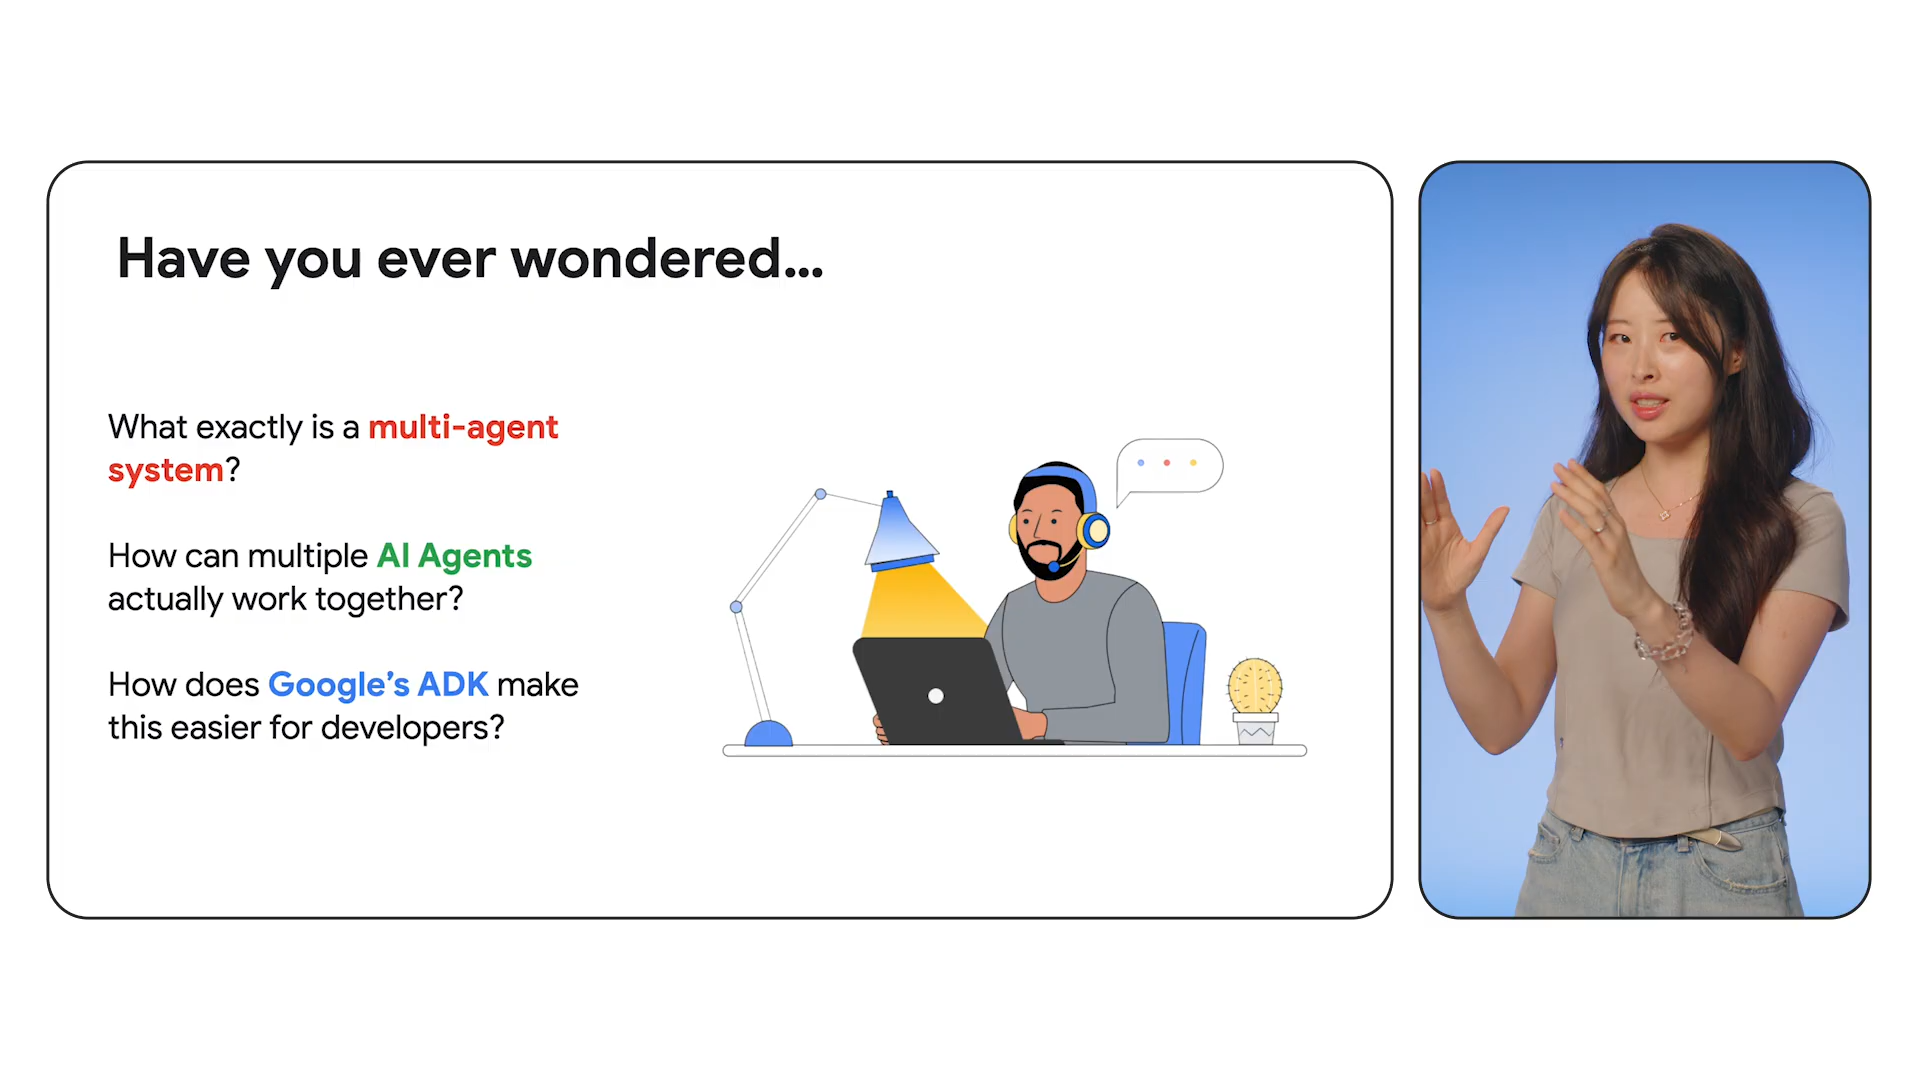 Have you ever wondered...
What exactly is a multi-agent
system?
How can multiple AI Agents
actually work together?
How does Google’s ADK make
this easier for developers?